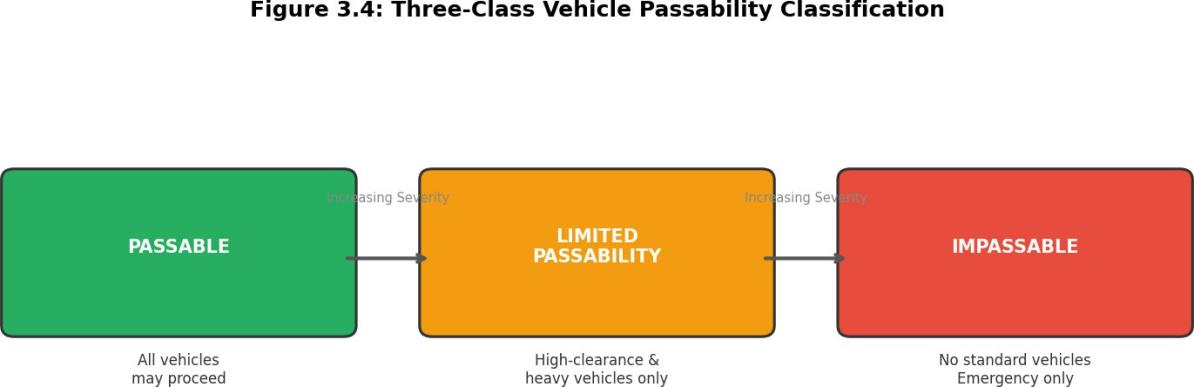 Figure 3.4: Three-Class Vehicle Passability Classification
Increasing Severity
Increasing Severity
PASSABLE
LIMITED
PASSABILITY
IMPASSABLE
All vehicles
may proceed
High-clearance &
heavy vehicles only
No standard vehicles
Emergency only